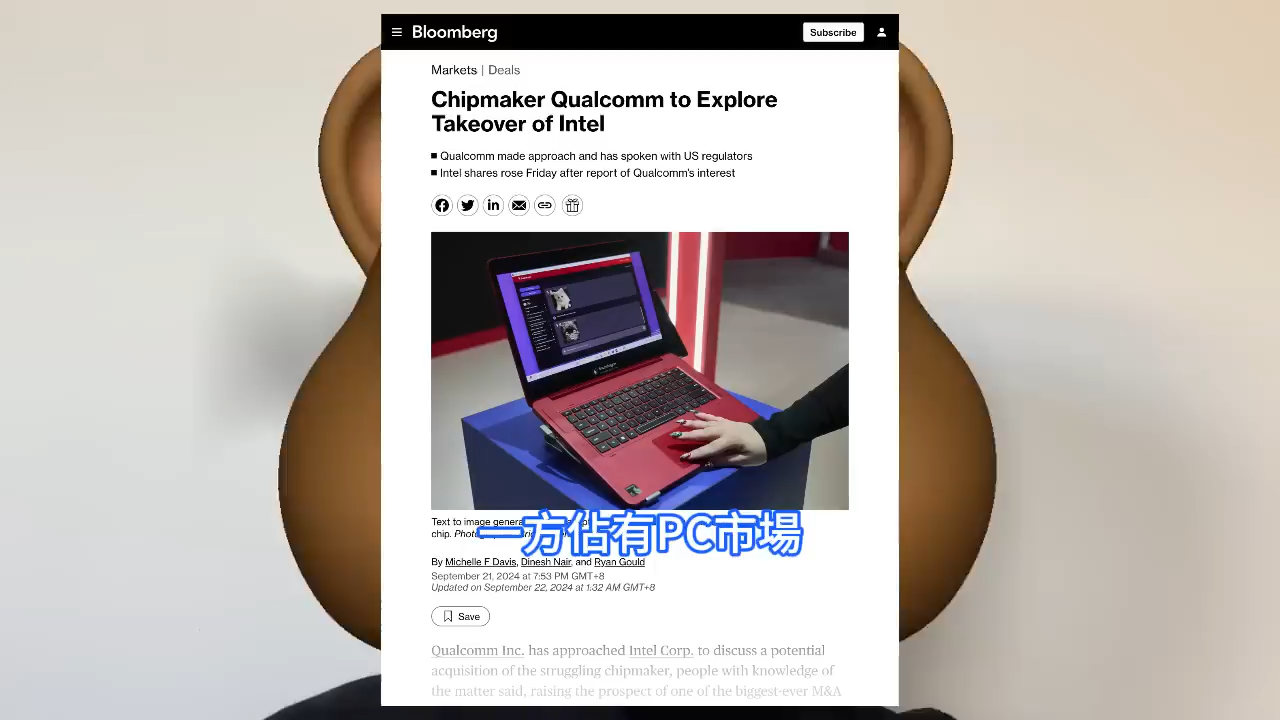 Bloomberg
Subscribe
Markets | Deals
Chipmaker Qualcomm to Explore
Takeover of Intel
Qualcomm made approach and has spoken with US regulators
Intel shares rose Friday after report of Qualcomm's interest
Text to image genera
chip.
一方佔有PC市場
By Michelle F Davis, Dinesh Nair, and Ryan Gould
September 21, 2024 at 7:53 PM GMT+8
Updated on September 22, 2024 at 1:32 AM GMT+8
Save
Qualcomm Inc. has approached Intel Corp. to discuss a potential
acquisition of the struggling chipmaker, people with knowledge of
the matter said, raising the prospect of one of the biggest-ever M&A